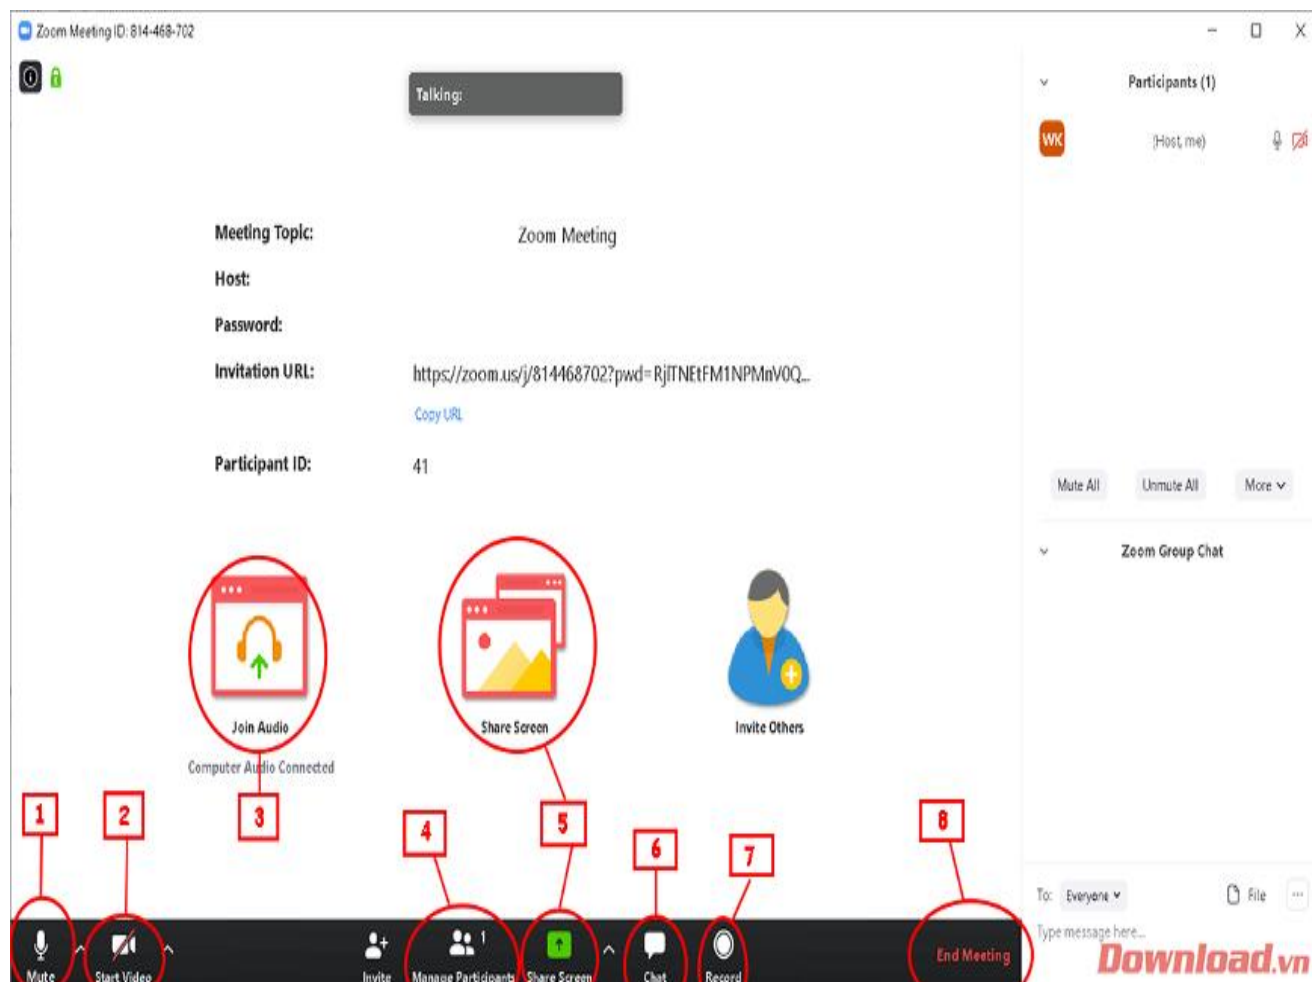 Zoom Meeting ID: 814-468-702
Talking:
Participants (1)
WK
(Host, me)
Meeting Topic:
Zoom Meeting
Host:
Password:
Invitation URL:
https://zoom.us/j/814468702?pwd=RjlTNEtFM1NPMnV0Q...
Copy URL
Participant ID:
41
Mute All
Unmute All
More
Zoom Group Chat
Join Audio
Share Screen
Invite Others
Computer Audio Connected
1
2
3
4
5
6
7
8
To: Everyone
File
...
Type message here...
Mute
Start Video
Invite
1
Manage Participants
Share Screen
Chat
Record
End Meeting
Download.vn